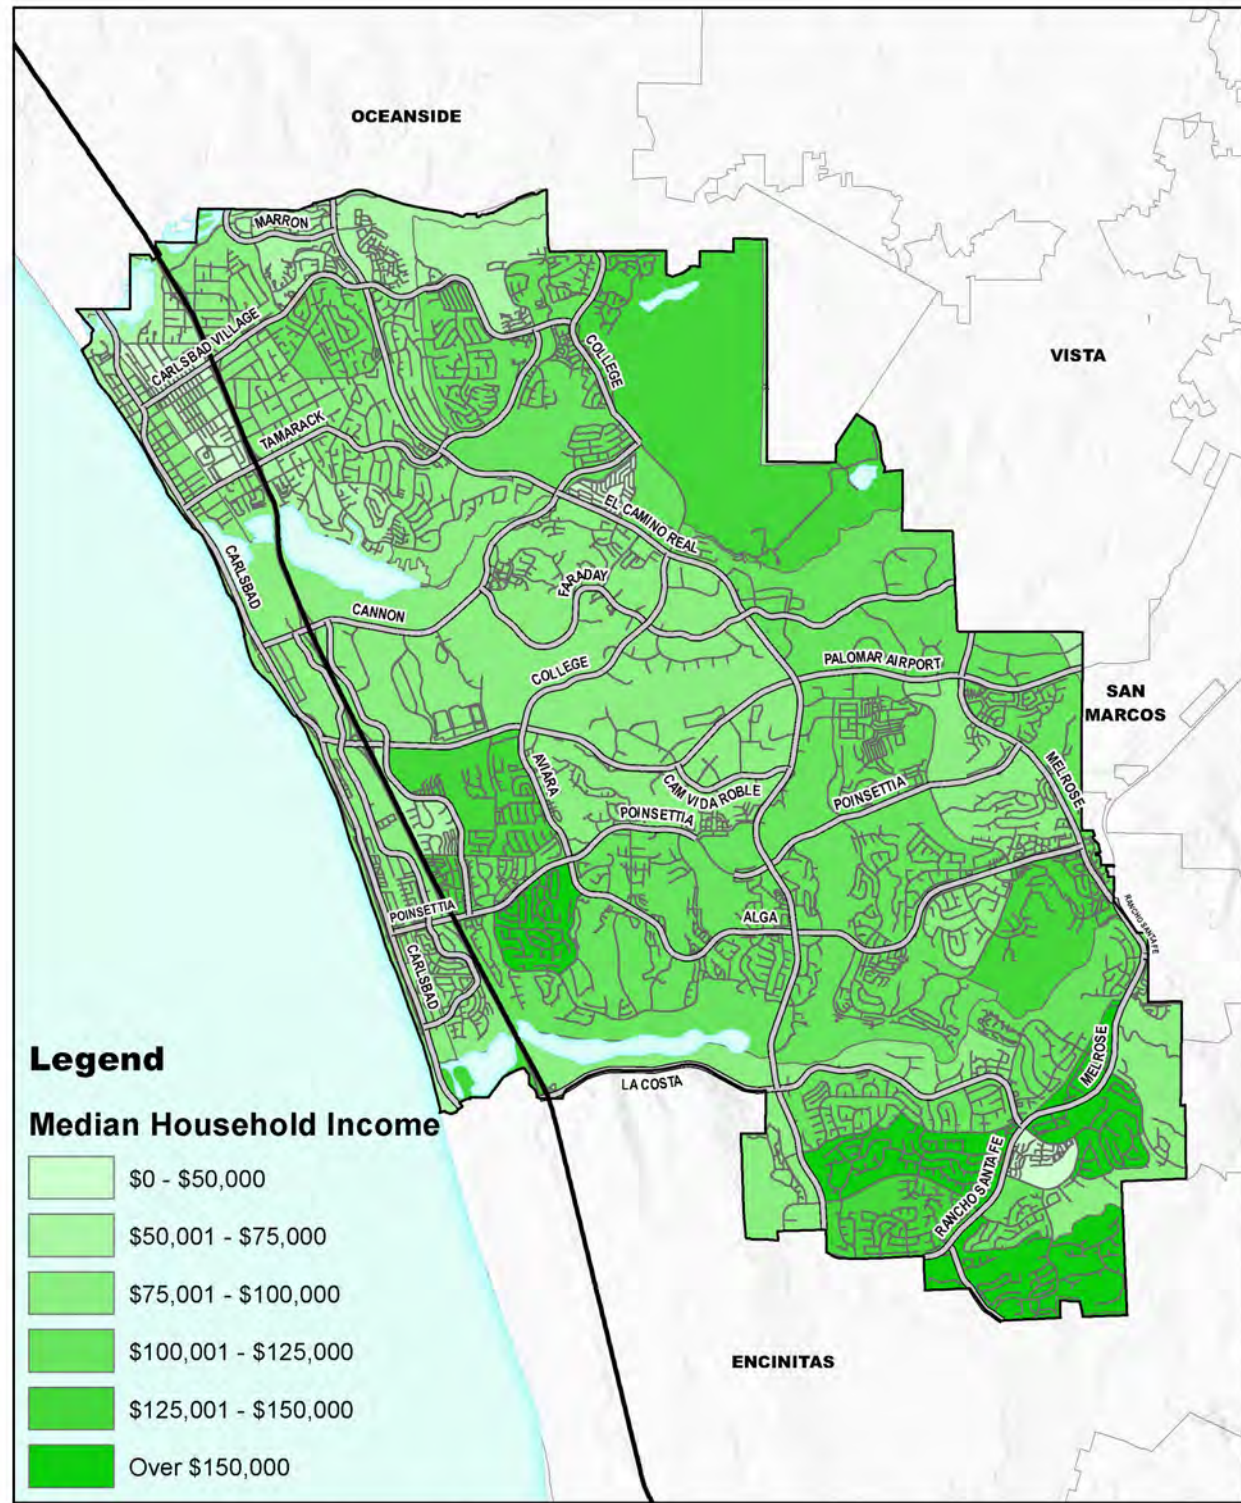 OCEANSIDE
MARRON
CARLSBAD VILLAGE
COLLEGE
VISTA
TAMARACK
EL CAMINO REAL
CARLSBAD
FARADAY
CANNON
COLLEGE
PALOMAR AIRPORT
SAN
MARCOS
AVIARA
CAM VIDA ROBLE
MELROSE
POINSETTIA
POINSETTIA
POINSETTIA
ALGA
RANCHO SANTA FE
CARLSBAD
MELROSE
LA COSTA
RANCHO SANTA FE
ENCINITAS
Legend
Median Household Income
$0 - $50,000
$50,001 - $75,000
$75,001 - $100,000
$100,001 - $125,000
$125,001 - $150,000
Over $150,000